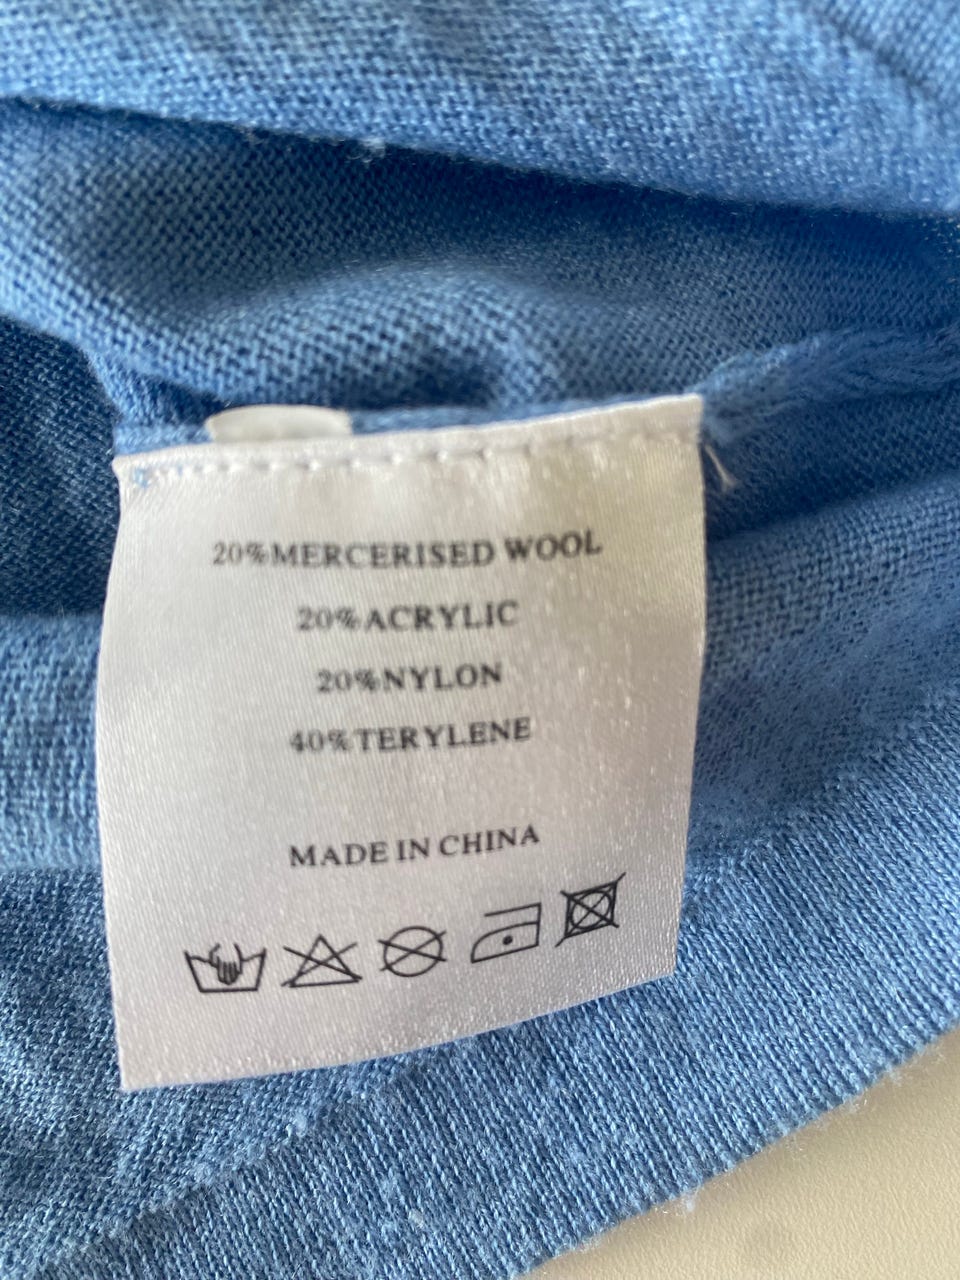 20%MERCERISED WOOL
20%ACRYLIC
20%NYLON
40%TERYLENE
MADE IN CHINA